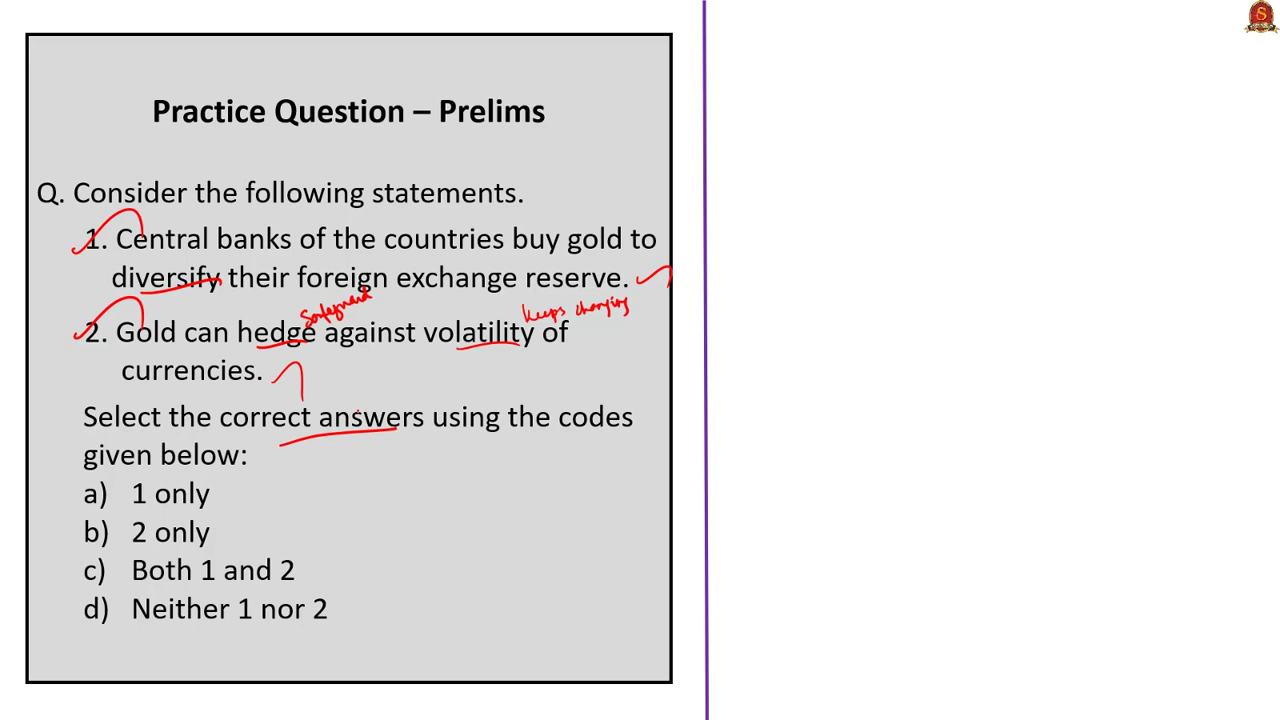 Practice Question – Prelims
Q. Consider the following statements.
1. Central banks of the countries buy gold to
diversify their foreign exchange reserve.
Safeguard
keeps changing
2. Gold can hedge against volatility of
currencies.
Select the correct answers using the codes
given below:
a) 1 only
b) 2 only
c) Both 1 and 2
d) Neither 1 nor 2